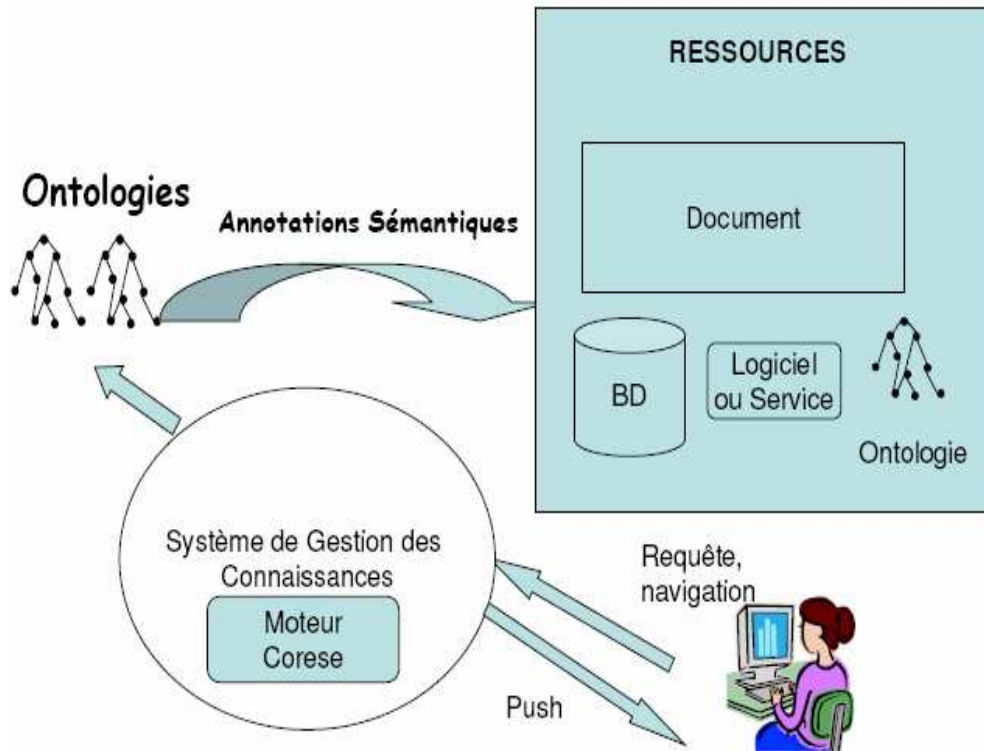 RESSOURCES
Document
Ontologies
Annotations Sémantiques
BD
Logiciel
ou Service
Ontologie
Système de Gestion des
Connaissances
Moteur
Corese
Requête,
navigation
Push